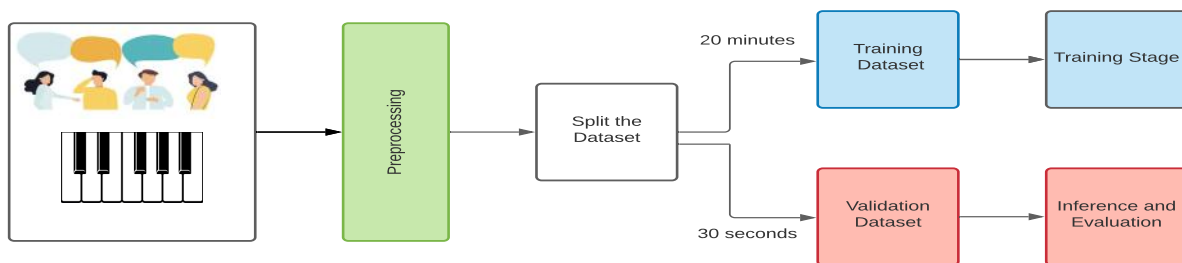 Preprocessing
Split the
Dataset
20 minutes
Training
Dataset
Training Stage
30 seconds
Validation
Dataset
Inference and
Evaluation